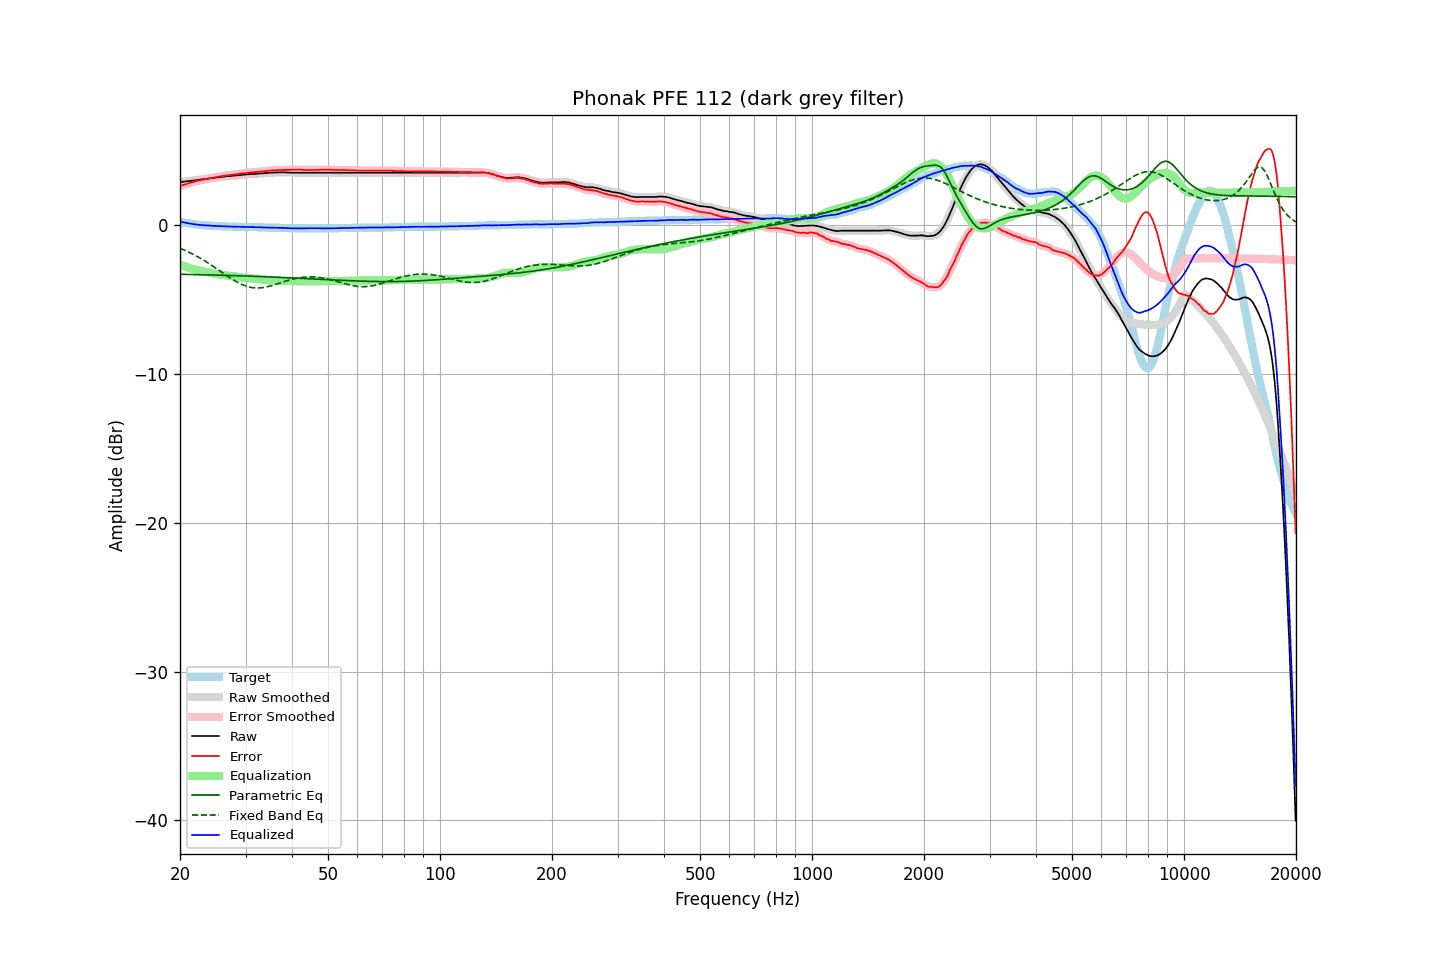 Phonak PFE 112 (dark grey filter)
Amplitude (dBr)
0
−10
−20
−30
−40
Target
Raw Smoothed
Error Smoothed
Raw
Error
Equalization
Parametric Eq
Fixed Band Eq
Equalized
20 50 100 200 500 1000 2000 5000 10000 20000
Frequency (Hz)